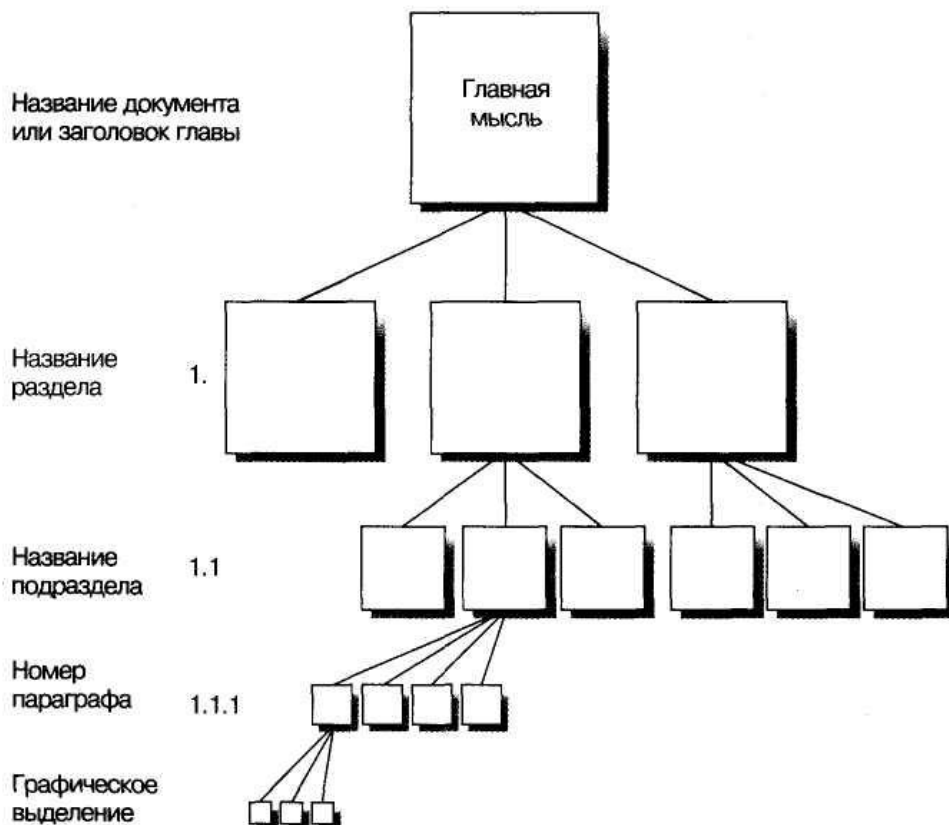 Название документа
или заголовок главы
Главная
мысль
Название
раздела
1.
Название
подраздела
1.1
Номер
параграфа
1.1.1
Графическое
выделение